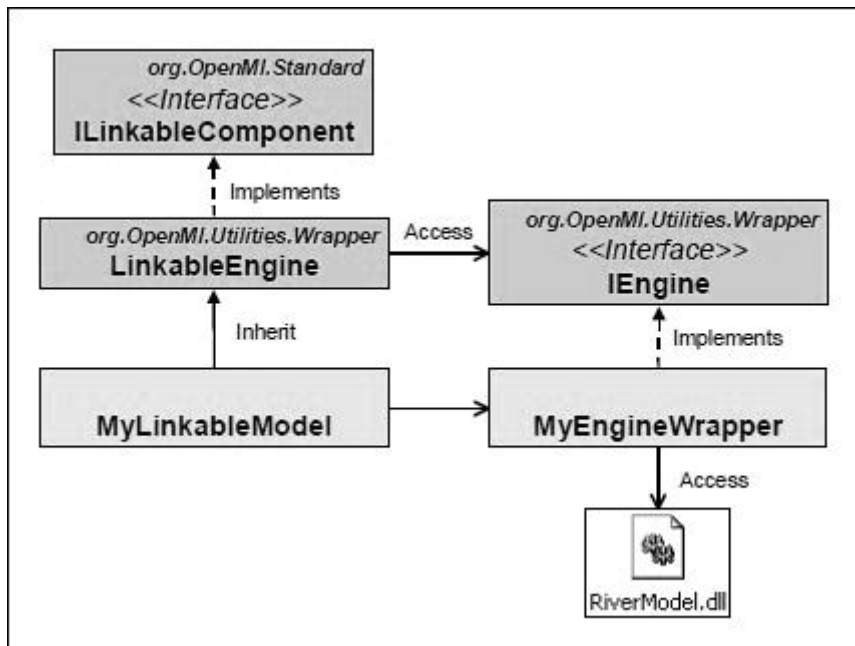 org.OpenMI.Standard
<<Interface>>
ILinkableComponent
Implements
org.OpenMI.Utilities.Wrapper
LinkableEngine
Access
org.OpenMI.Utilities.Wrapper
<<Interface>>
IEngine
Inherit
Implements
MyLinkableModel
MyEngineWrapper
Access
RiverModel.dll